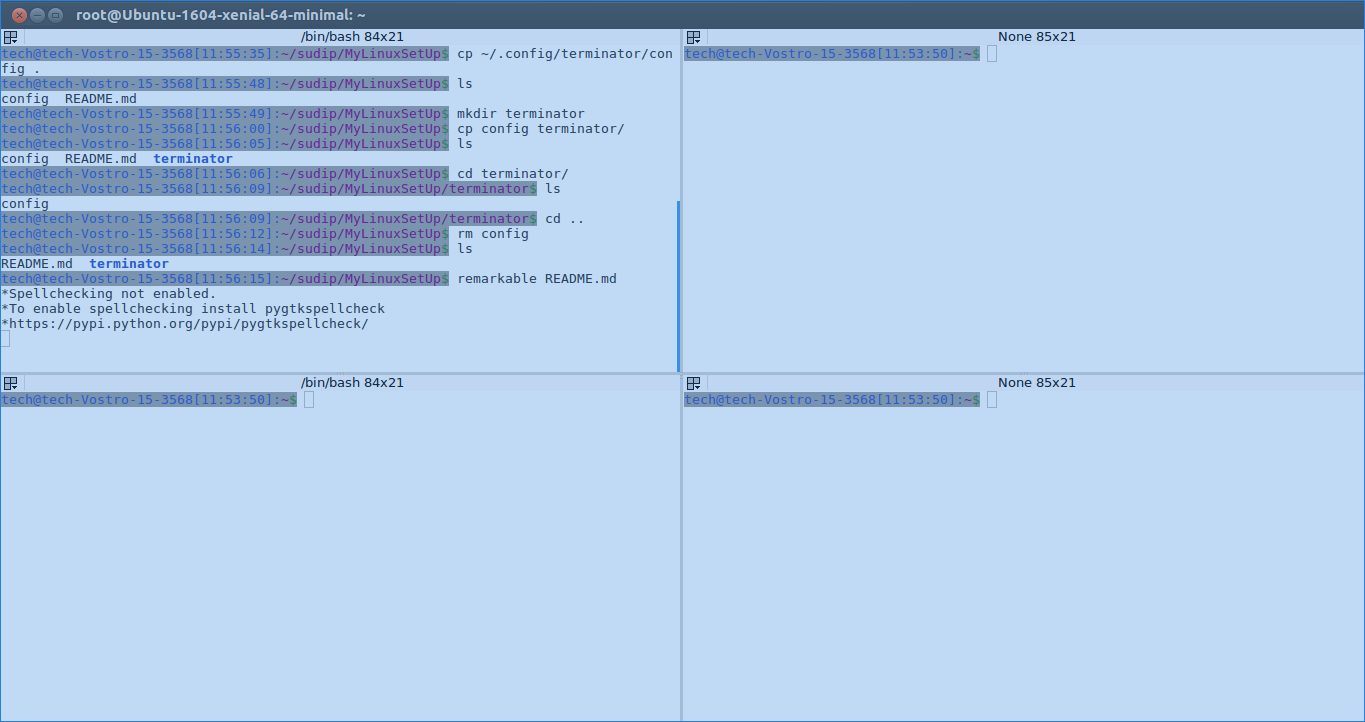 root@Ubuntu-1604-xenial-64-minimal: ~
/bin/bash 84x21
tech@tech-Vostro-15-3568[11:55:35]:~/sudip/MyLinuxSetUp$ cp ~/.config/terminator/con
fig .
tech@tech-Vostro-15-3568[11:55:48]:~/sudip/MyLinuxSetUp$ ls
config  README.md
tech@tech-Vostro-15-3568[11:55:49]:~/sudip/MyLinuxSetUp$ mkdir terminator
tech@tech-Vostro-15-3568[11:56:00]:~/sudip/MyLinuxSetUp$ cp config terminator/
tech@tech-Vostro-15-3568[11:56:05]:~/sudip/MyLinuxSetUp$ ls
config  README.md  terminator
tech@tech-Vostro-15-3568[11:56:06]:~/sudip/MyLinuxSetUp$ cd terminator/
tech@tech-Vostro-15-3568[11:56:09]:~/sudip/MyLinuxSetUp/terminator$ ls
config
tech@tech-Vostro-15-3568[11:56:09]:~/sudip/MyLinuxSetUp/terminator$ cd ..
tech@tech-Vostro-15-3568[11:56:12]:~/sudip/MyLinuxSetUp$ rm config
tech@tech-Vostro-15-3568[11:56:14]:~/sudip/MyLinuxSetUp$ ls
README.md  terminator
tech@tech-Vostro-15-3568[11:56:15]:~/sudip/MyLinuxSetUp$ remarkable README.md
*Spellchecking not enabled.
*To enable spellchecking install pygtkspellcheck
*https://pypi.python.org/pypi/pygtkspellcheck/
None 85x21
tech@tech-Vostro-15-3568[11:53:50]:~$
/bin/bash 84x21
tech@tech-Vostro-15-3568[11:53:50]:~$
None 85x21
tech@tech-Vostro-15-3568[11:53:50]:~$